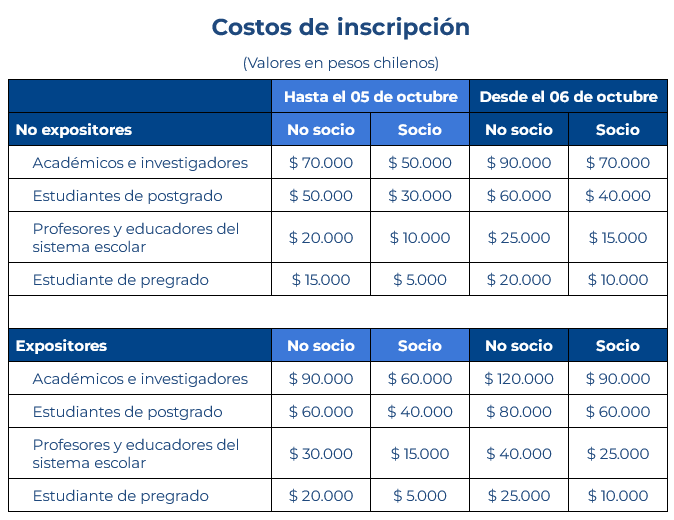 Costos de inscripción
(Valores en pesos chilenos)
Hasta el 05 de octubre Desde el 06 de octubre
No expositores No socio Socio No socio Socio
Académicos e investigadores $ 70.000 $ 50.000 $ 90.000 $ 70.000
Estudiantes de postgrado $ 50.000 $ 30.000 $ 60.000 $ 40.000
Profesores y educadores del
sistema escolar $ 20.000 $ 10.000 $ 25.000 $ 15.000
Estudiante de pregrado $ 15.000 $ 5.000 $ 20.000 $ 10.000
Expositores No socio Socio No socio Socio
Académicos e investigadores $ 90.000 $ 60.000 $ 120.000 $ 90.000
Estudiantes de postgrado $ 60.000 $ 40.000 $ 80.000 $ 60.000
Profesores y educadores del
sistema escolar $ 30.000 $ 15.000 $ 40.000 $ 25.000
Estudiante de pregrado $ 20.000 $ 5.000 $ 25.000 $ 10.000